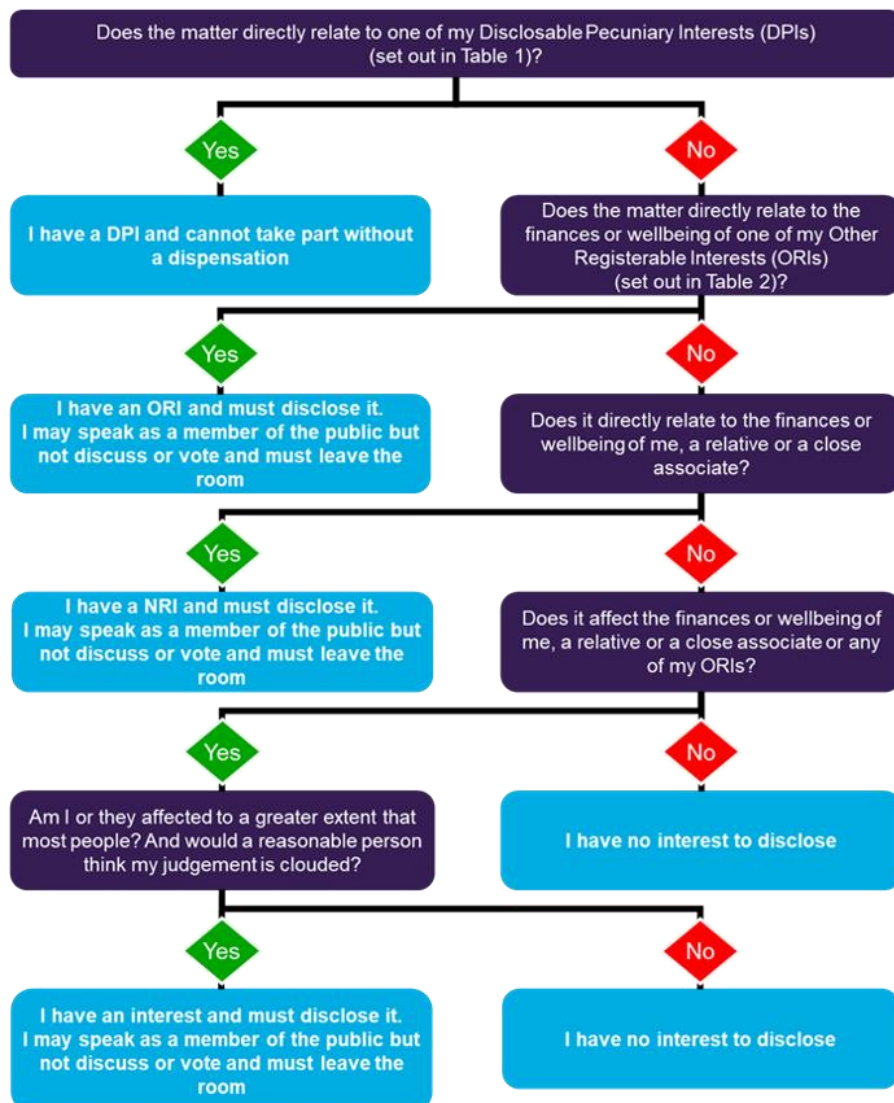 Does the matter directly relate to one of my Disclosable Pecuniary Interests (DPIs)
(set out in Table 1)?
Yes
No
I have a DPI and cannot take part without
a dispensation
Does the matter directly relate to the
finances or wellbeing of one of my Other
Registerable Interests (ORIs)
(set out in Table 2)?
Yes
No
I have an ORI and must disclose it.
I may speak as a member of the public but
not discuss or vote and must leave the
room
Does it directly relate to the finances or
wellbeing of me, a relative or a close
associate?
Yes
No
I have a NRI and must disclose it.
I may speak as a member of the public but
not discuss or vote and must leave the
room
Does it affect the finances or wellbeing of
me, a relative or a close associate or any
of my ORIs?
Yes
No
Am I or they affected to a greater extent that
most people? And would a reasonable person
think my judgement is clouded?
I have no interest to disclose
Yes
No
I have an interest and must disclose it.
I may speak as a member of the public but
not discuss or vote and must leave the
room
I have no interest to disclose